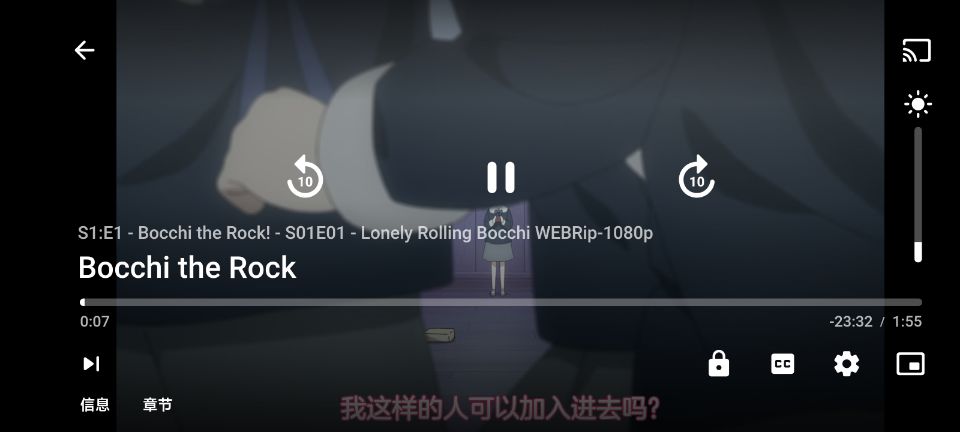 10
10
S1:E1 - Bocchi the Rock! - S01E01 - Lonely Rolling Bocchi WEBRip-1080p
Bocchi the Rock
0:07
-23:32 / 1:55
CC
信息 章节
我这样的人可以加入进去吗?